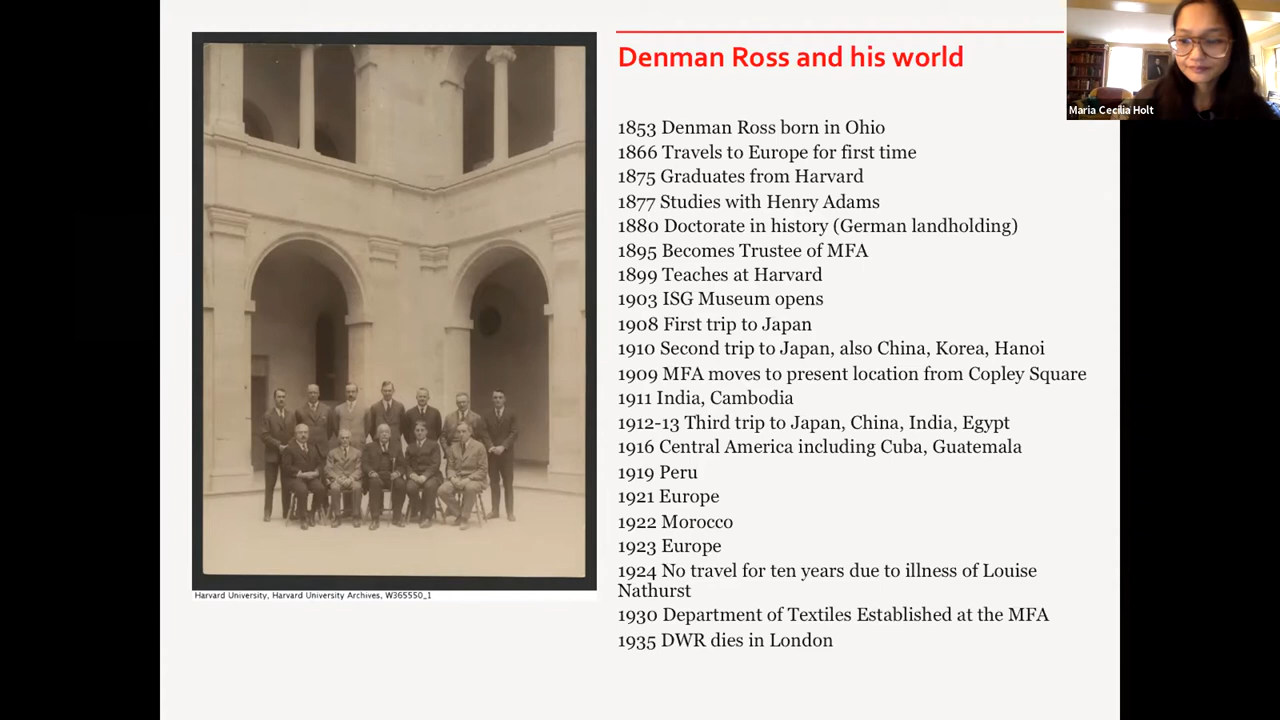 Denman Ross and his world
Maria Cecilia Holt
1853 Denman Ross born in Ohio
1866 Travels to Europe for first time
1875 Graduates from Harvard
1877 Studies with Henry Adams
1880 Doctorate in history (German landholding)
1895 Becomes Trustee of MFA
1899 Teaches at Harvard
1903 ISG Museum opens
1908 First trip to Japan
1910 Second trip to Japan, also China, Korea, Hanoi
1909 MFA moves to present location from Copley Square
1911 India, Cambodia
1912-13 Third trip to Japan, China, India, Egypt
1916 Central America including Cuba, Guatemala
1919 Peru
1921 Europe
1922 Morocco
1923 Europe
1924 No travel for ten years due to illness of Louise
Nathurst
1930 Department of Textiles Established at the MFA
1935 DWR dies in London
Harvard University, Harvard University Archives, W365550_1